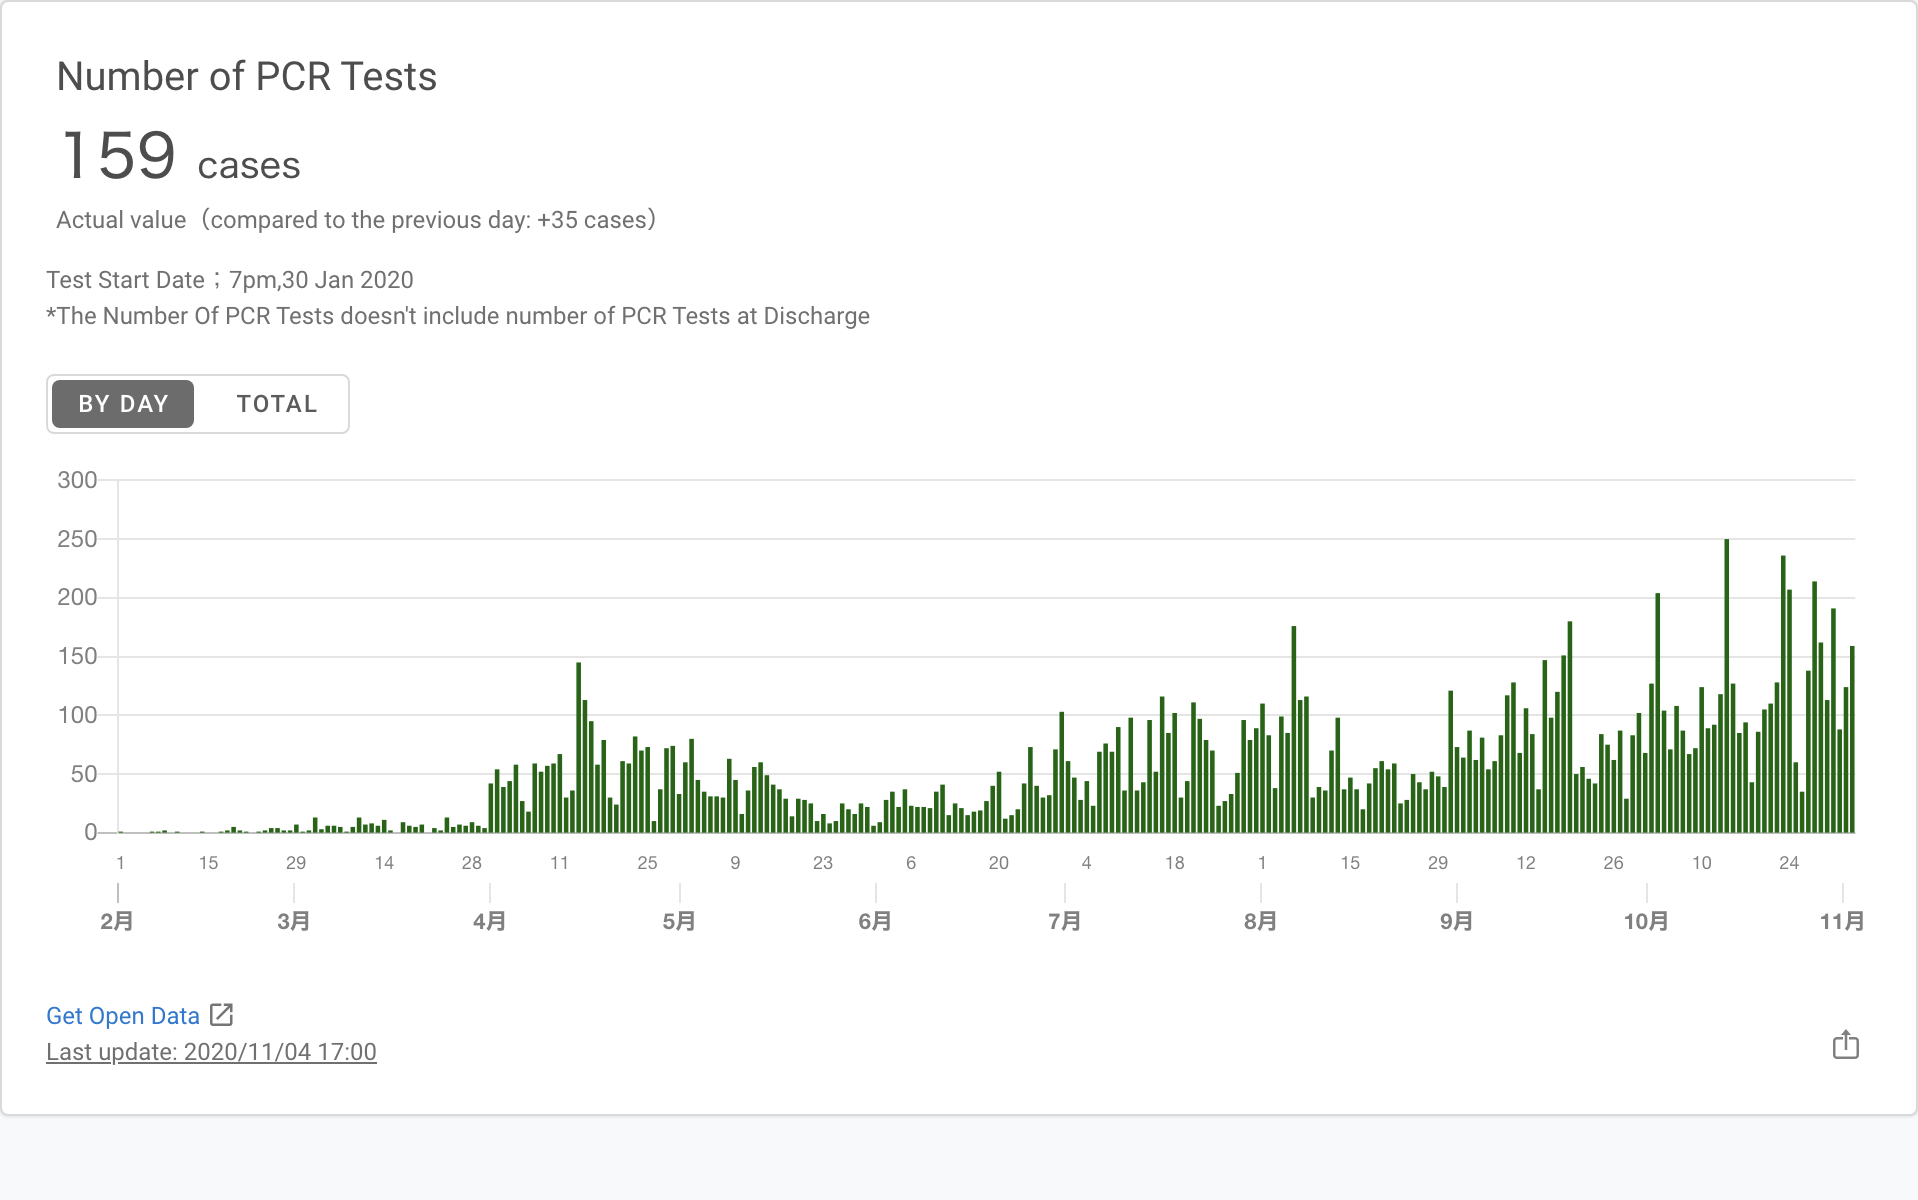 Number of PCR Tests
159 cases
Actual value（compared to the previous day: +35 cases）
Test Start Date；7pm,30 Jan 2020
*The Number Of PCR Tests doesn't include number of PCR Tests at Discharge
BY DAY TOTAL
300
250
200
150
100
50
0
1 15 29 14 28 11 25 9 23 6 20 4 18 1 15 29 12 26 10 24
2月 3月 4月 5月 6月 7月 8月 9月 10月 11月
Get Open Data
Last update: 2020/11/04 17:00